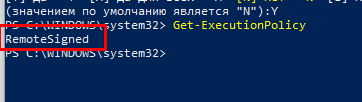 (значением по умолчанию является "N"):Y
PS C:\WINDOWS\system32> Get-ExecutionPolicy
RemoteSigned
PS C:\WINDOWS\system32>